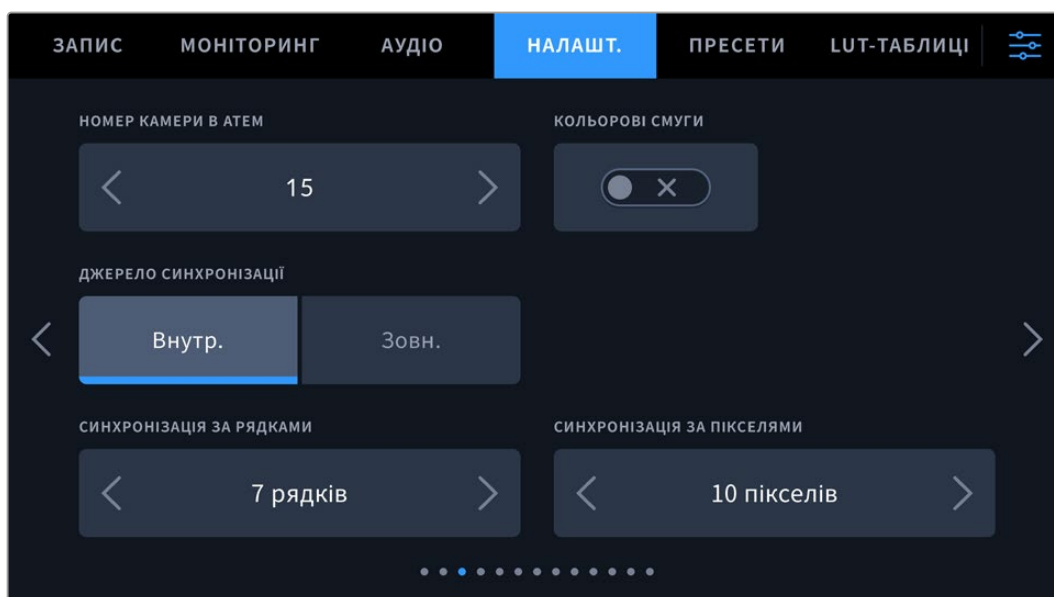 ЗАПИС МОНІТОРИНГ АУДІО НАЛАШТ. ПРЕСЕТИ LUT-ТАБЛИЦІ
НОМЕР КАМЕРИ В ATEM КОЛЬОРОВІ СМУГИ
15
ДЖЕРЕЛО СИНХРОНІЗАЦІЇ
Внутр. Зовн.
СИНХРОНІЗАЦІЯ ЗА РЯДКАМИ СИНХРОНІЗАЦІЯ ЗА ПІКСЕЛЯМИ
7 рядків 10 пікселів